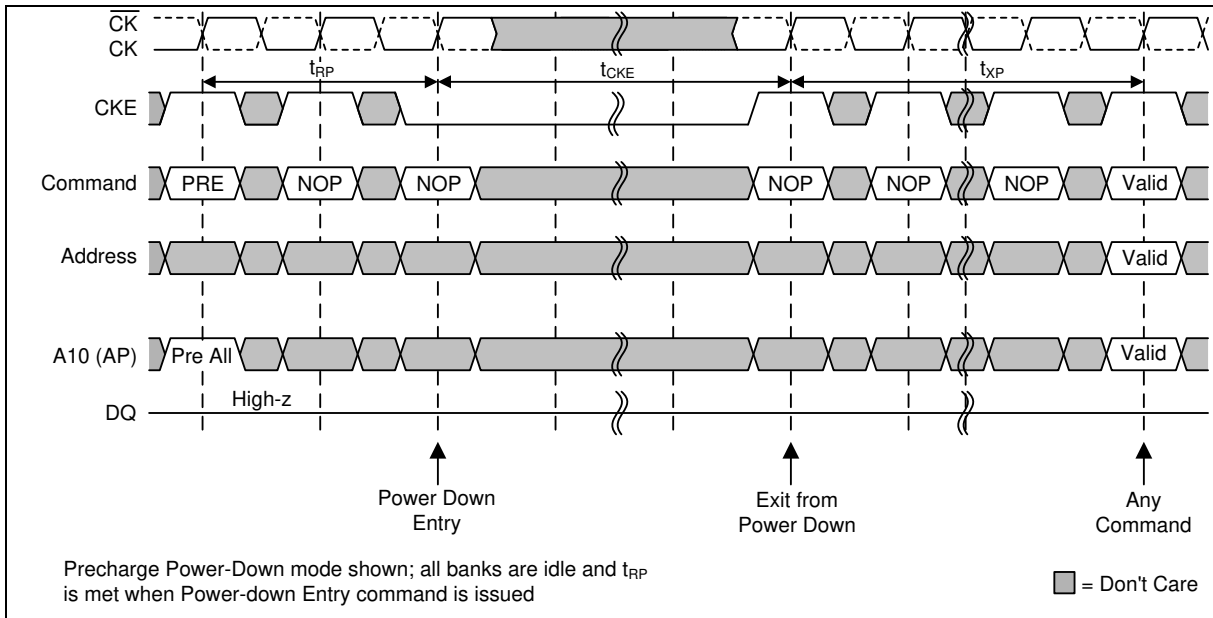 CK
CK
tRP tCKE tXP
CKE
Command PRE NOP NOP NOP NOP NOP Valid
Address Valid
A10 (AP) Pre All Valid
High-z
DQ
Power Down
Entry
Exit from
Power Down
Any
Command
Precharge Power-Down mode shown; all banks are idle and tRP
is met when Power-down Entry command is issued
= Don't Care